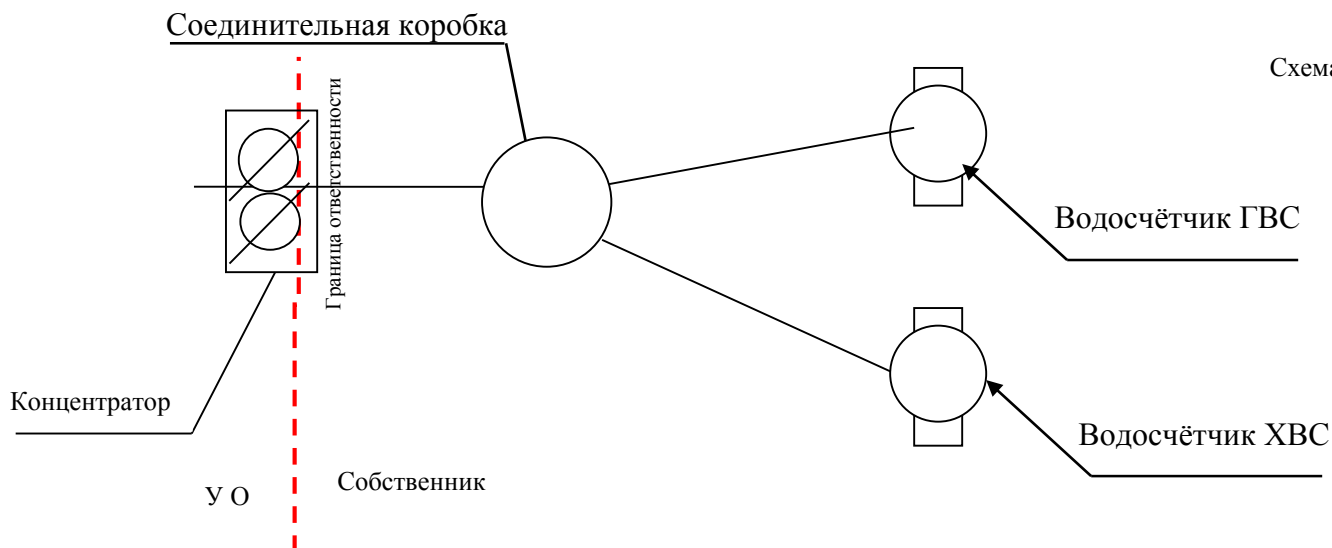 Соединительная коробка
Схема
Граница ответственности
Водосчётчик ГВС
Концентратор
Водосчётчик ХВС
У О
Собственник